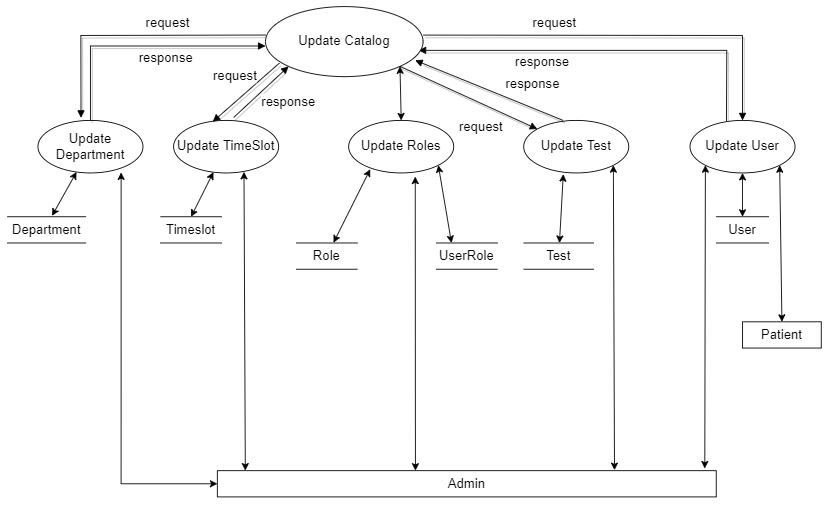 request
request
Update Catalog
response
response
request
response
response
request
Update
Department
Update TimeSlot
Update Roles
Update Test
Update User
Department
Timeslot
User
Role
UserRole
Test
Patient
Admin